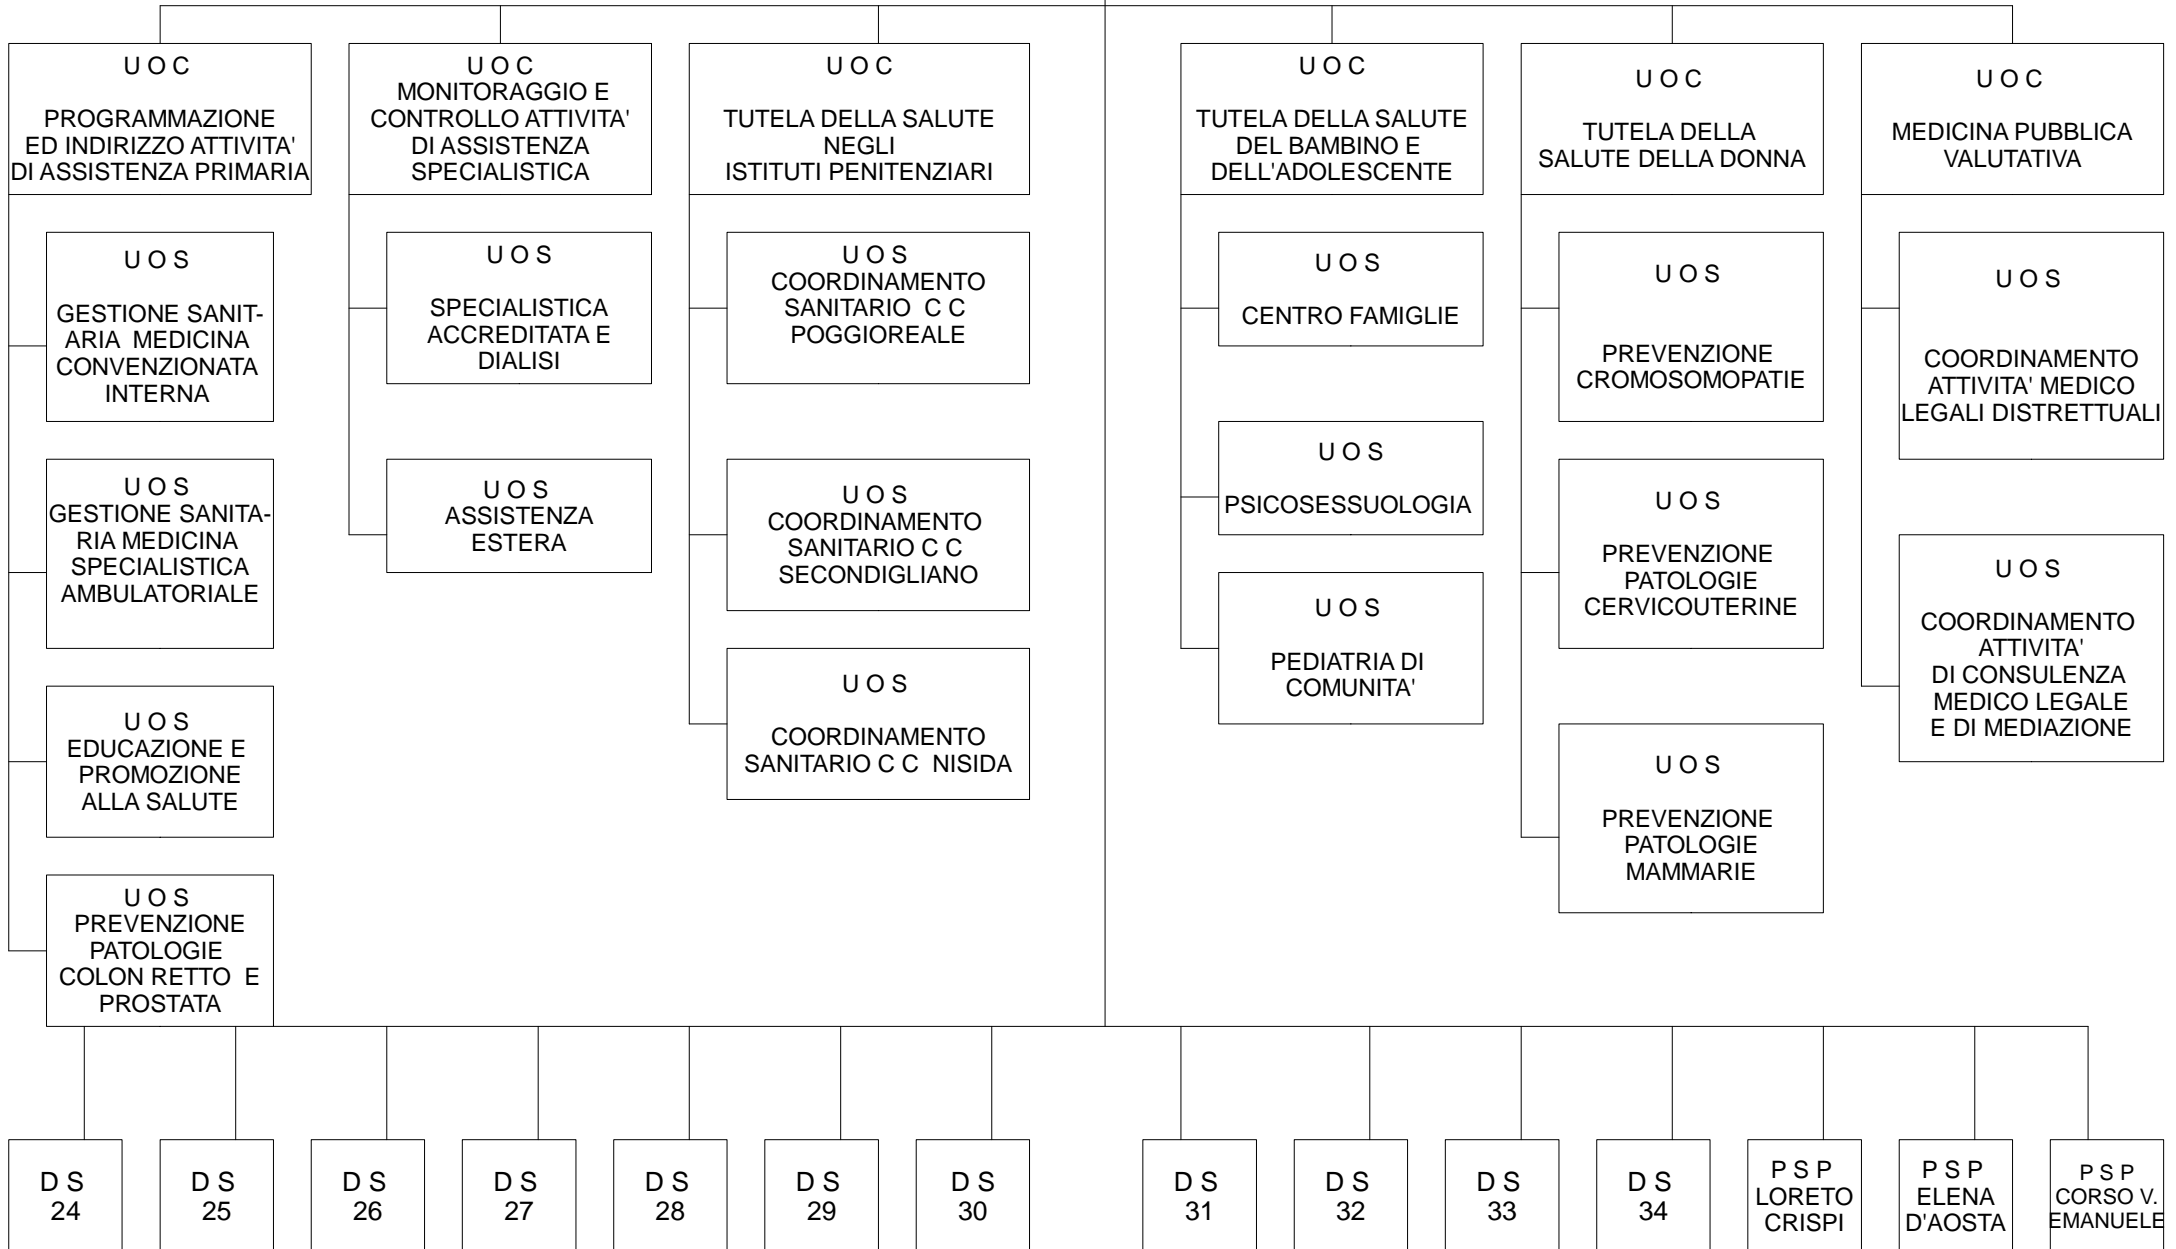 U O C
PROGRAMMAZIONE
ED INDIRIZZO ATTIVITA'
DI ASSISTENZA PRIMARIA
U O S
GESTIONE SANIT-
ARIA MEDICINA
CONVENZIONATA
INTERNA
U O S
GESTIONE SANITA-
RIA MEDICINA
SPECIALISTICA
AMBULATORIALE
U O S
EDUCAZIONE E
PROMOZIONE
ALLA SALUTE
U O S
PREVENZIONE
PATOLOGIE
COLON RETTO E
PROSTATA
U O C
MONITORAGGIO E
CONTROLLO ATTIVITA'
DI ASSISTENZA
SPECIALISTICA
U O S
SPECIALISTICA
ACCREDITATA E
DIALISI
U O S
ASSISTENZA
ESTERA
U O C
TUTELA DELLA SALUTE
NEGLI
ISTITUTI PENITENZIARI
U O S
COORDINAMENTO
SANITARIO C C
POGGIOREALE
U O S
COORDINAMENTO
SANITARIO C C
SECONDIGLIANO
U O S
COORDINAMENTO
SANITARIO C C NISIDA
U O C
TUTELA DELLA SALUTE
DEL BAMBINO E
DELL'ADOLESCENTE
U O S
CENTRO FAMIGLIE
U O S
PSICOSESSUOLOGIA
U O S
PEDIATRIA DI
COMUNITA'
U O C
TUTELA DELLA
SALUTE DELLA DONNA
U O S
PREVENZIONE
CROMOSOMOPATIE
U O S
PREVENZIONE
PATOLOGIE
CERVICOUTERINE
U O S
PREVENZIONE
PATOLOGIE
MAMMARIE
U O C
MEDICINA PUBBLICA
VALUTATIVA
U O S
COORDINAMENTO
ATTIVITA' MEDICO
LEGALI DISTRETTUALI
U O S
COORDINAMENTO
ATTIVITA'
DI CONSULENZA
MEDICO LEGALE
E DI MEDIAZIONE
D S
24
D S
25
D S
26
D S
27
D S
28
D S
29
D S
30
D S
31
D S
32
D S
33
D S
34
P S P
LORETO
CRISPI
P S P
ELENA
D'AOSTA
P S P
CORSO V.
EMANUELE